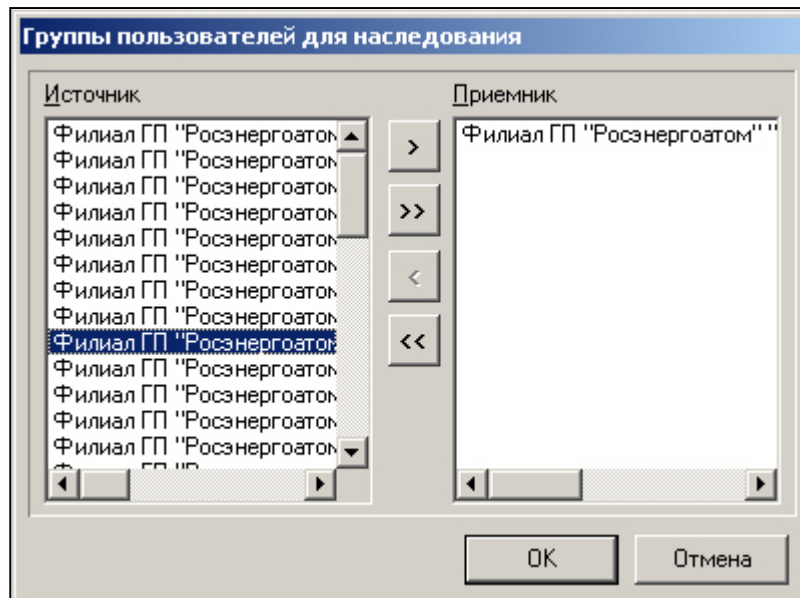 Группы пользователей для наследования
Источник
Филиал ГП "Росэнергоатом
Филиал ГП "Росэнергоатом
Филиал ГП "Росэнергоатом
Филиал ГП "Росэнергоатом
Филиал ГП "Росэнергоатом
Филиал ГП "Росэнергоатом
Филиал ГП "Росэнергоатом
Филиал ГП "Росэнергоатом
Филиал ГП "Росэнергоатом
Филиал ГП "Росэнергоатом
Филиал ГП "Росэнергоатом
Филиал ГП "Росэнергоатом
Филиал ГП "Росэнергоатом
>
>>
<
<<
Приемник
Филиал ГП "Росэнергоатом" "
OK
Отмена